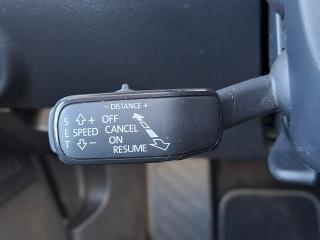 - DISTANCE +
S ⇧ + OFF
E SPEED CANCEL
T ⇩ - ON
RESUME